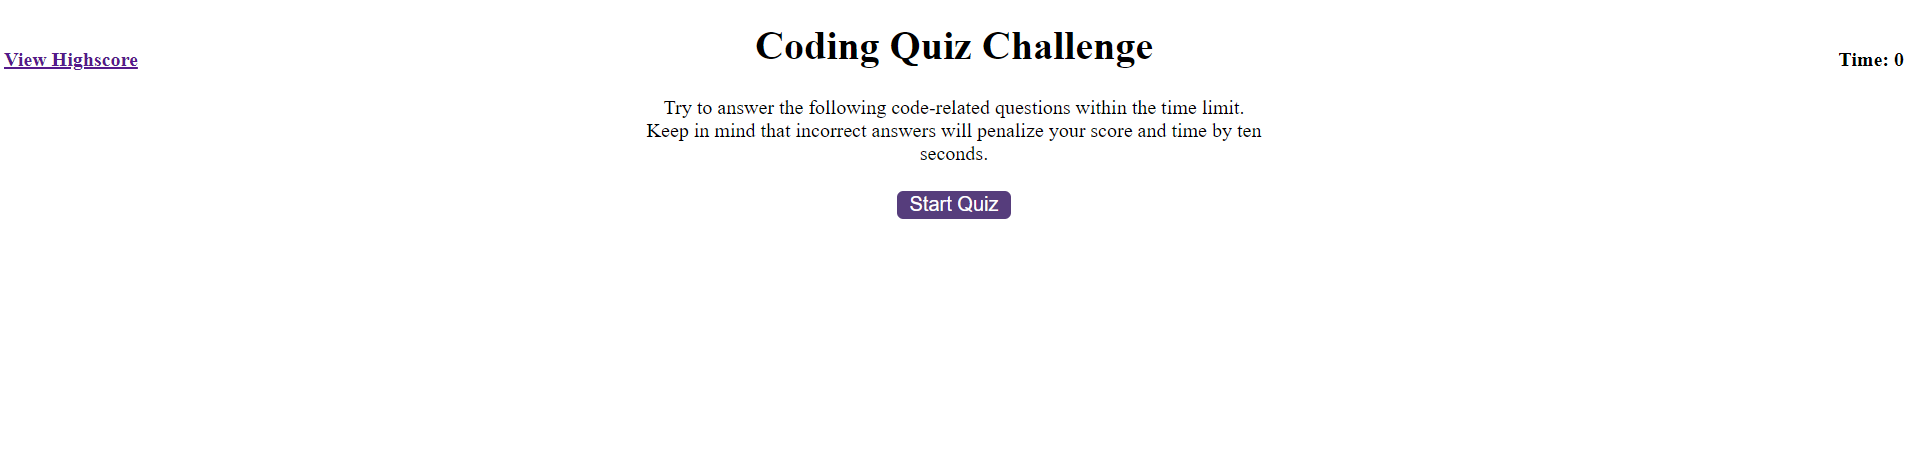 Coding Quiz Challenge
View Highscore
Time: 0
Try to answer the following code-related questions within the time limit.
Keep in mind that incorrect answers will penalize your score and time by ten
seconds.
Start Quiz